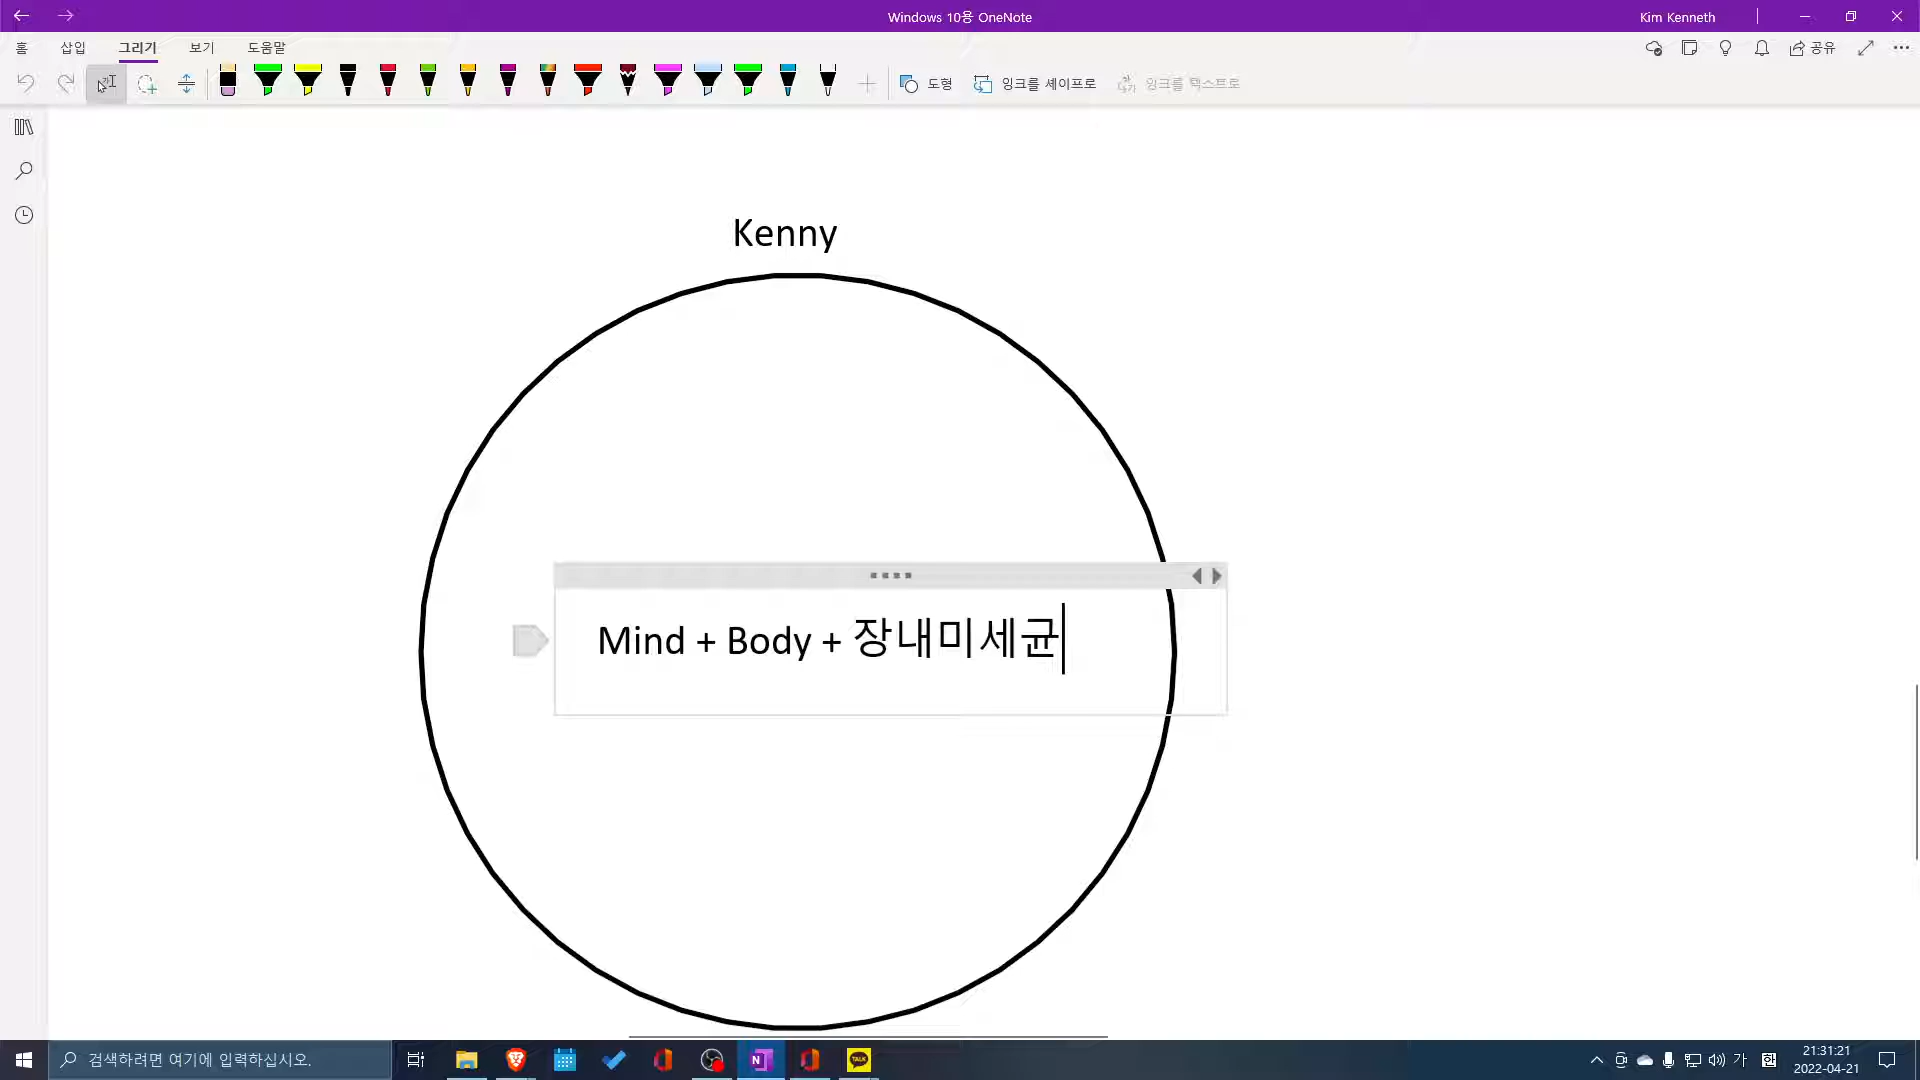 Windows 10용 OneNote
Kim Kenneth
홈 삽입 그리기 보기 도움말
공유
도형 잉크를 셰이프로 잉크를 텍스트로
Kenny
Mind + Body + 장내미세균
검색하려면 여기에 입력하십시오.
TALK
가
한
21:31:21
2022-04-21